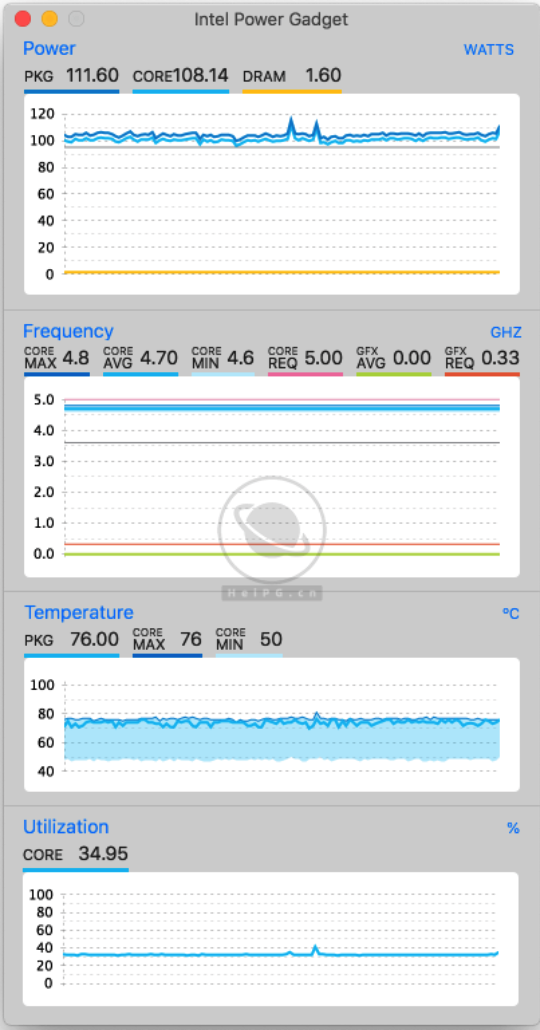 Intel Power Gadget
Power WATTS
PKG 111.60 CORE 108.14 DRAM 1.60
120
100
80
60
40
20
0
Frequency GHZ
CORE MAX 4.8 CORE AVG 4.70 CORE MIN 4.6 CORE REQ 5.00 GFX AVG 0.00 GFX REQ 0.33
5.0
4.0
3.0
2.0
1.0
0.0
HeiPG.cn
Temperature ºC
PKG 76.00 CORE MAX 76 CORE MIN 50
100
80
60
40
Utilization %
CORE 34.95
100
80
60
40
20
0